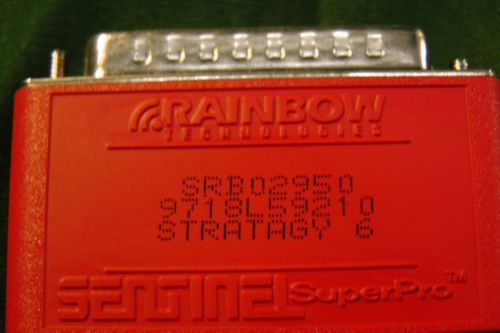 RAINBOW
TECHNOLOGIES
SRB02950
9718L59210
STRATAGY 6
SENTINEL SuperPro™